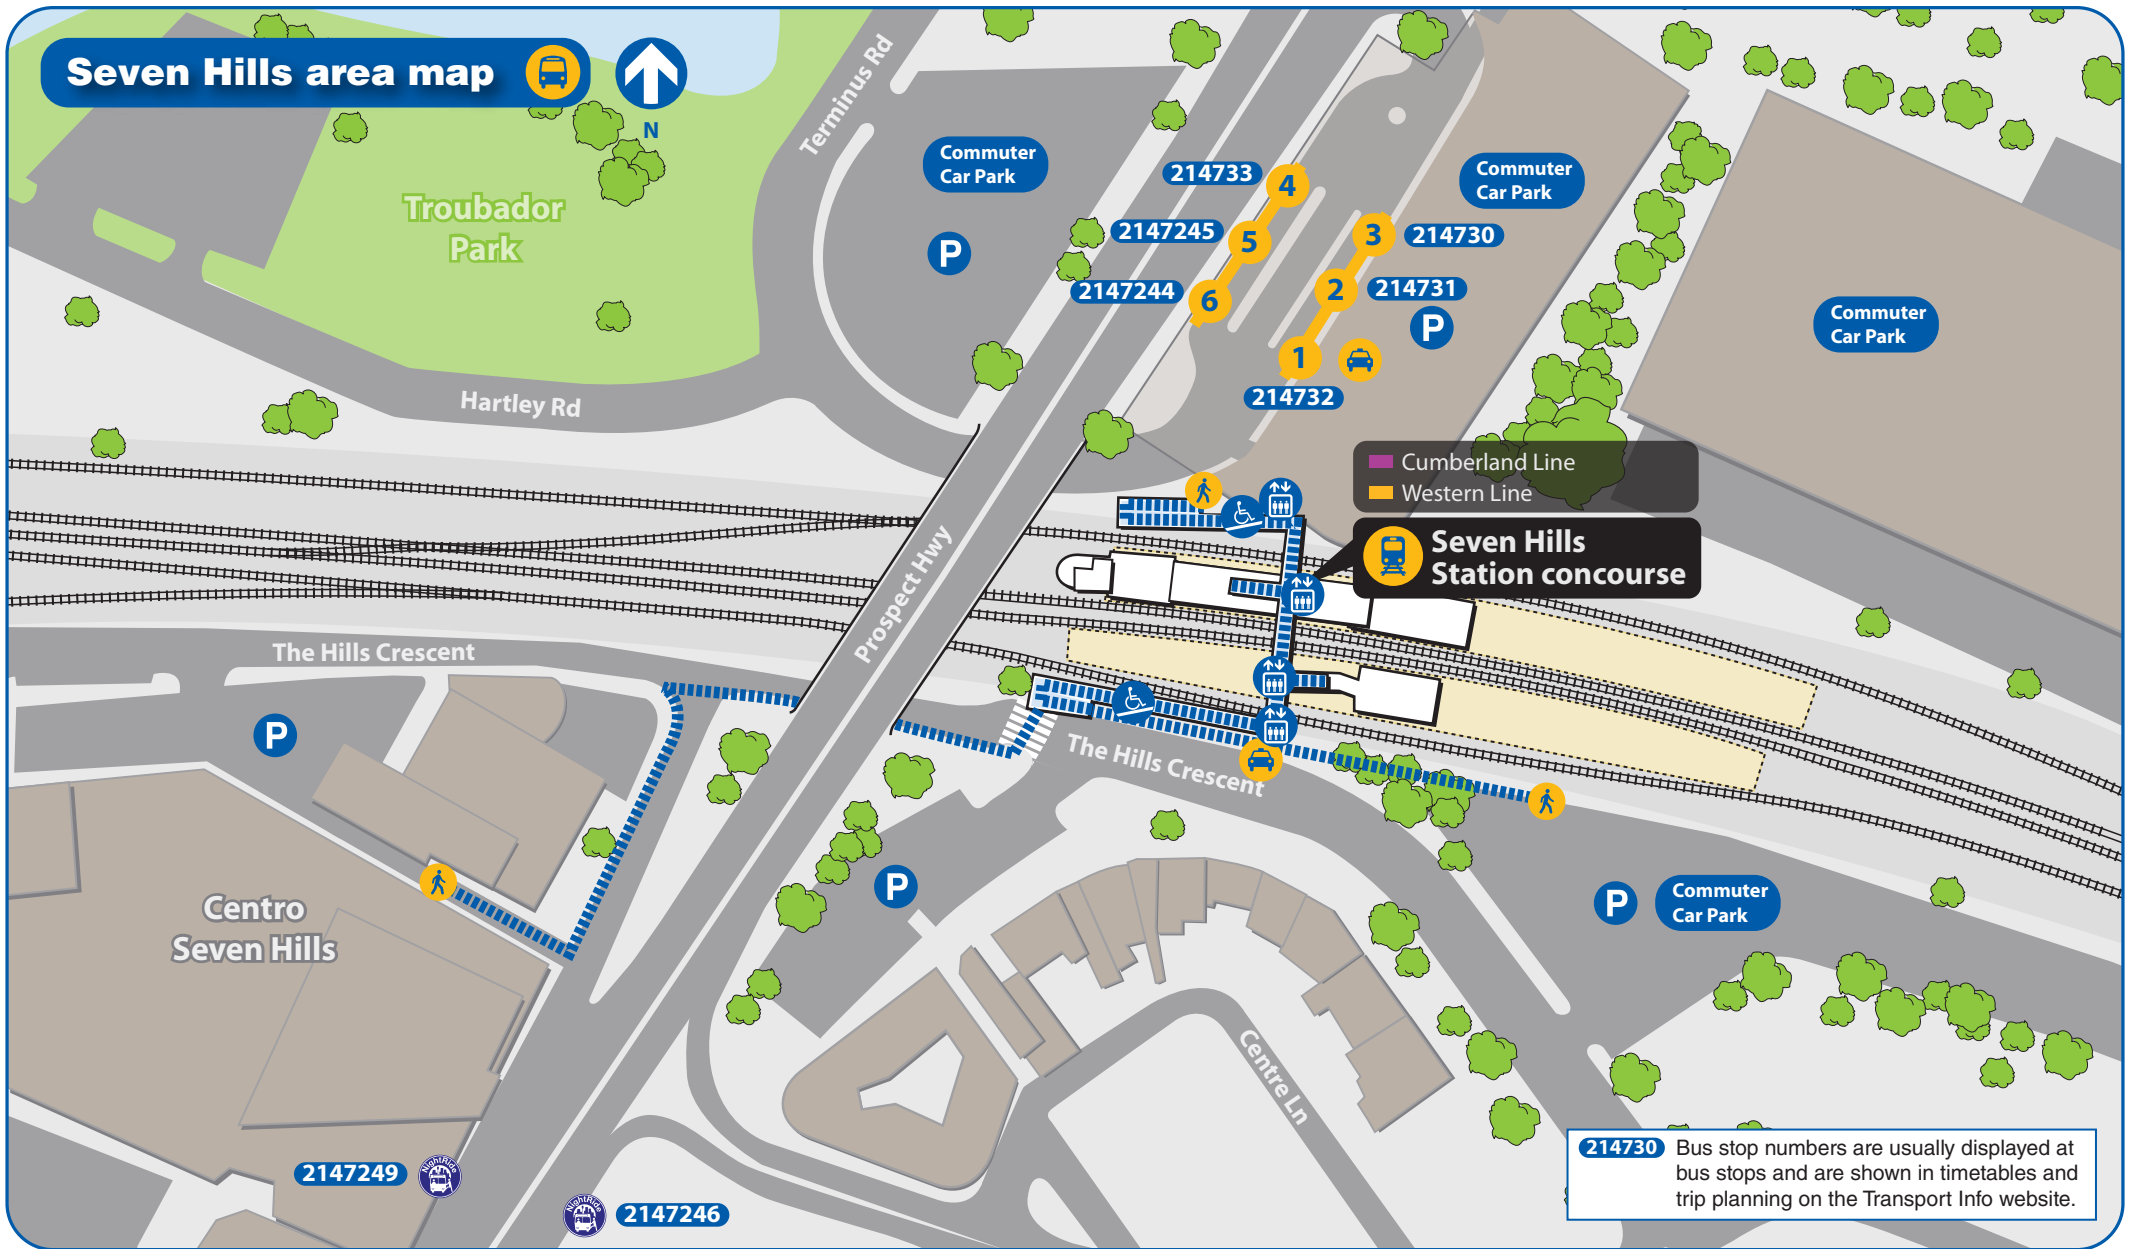 Seven Hills area map
N
Terminus Rd
Commuter
Car Park
P
Troubador
Park
Hartley Rd
214733
4
2147245
5
2147244
6
3
214730
2
214731
1
214732
P
Commuter
Car Park
Commuter
Car Park
Cumberland Line
Western Line
Seven Hills
Station concourse
Prospect Hwy
The Hills Crescent
P
The Hills Crescent
P
P
Commuter
Car Park
Centro
Seven Hills
Centre Ln
2147249
NightRide
NightRide
2147246
214730
Bus stop numbers are usually displayed at
bus stops and are shown in timetables and
trip planning on the Transport Info website.